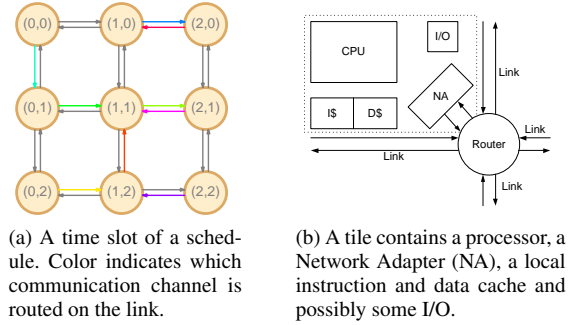 (0,0)
(1,0)
(2,0)
(0,1)
(1,1)
(2,1)
(0,2)
(1,2)
(2,2)
(a) A time slot of a sched-
ule. Color indicates which
communication channel is
routed on the link.
CPU
I/O
Link
NA
I$
D$
Link
Router
Link
Link
(b) A tile contains a processor, a
Network Adapter (NA), a local
instruction and data cache and
possibly some I/O.